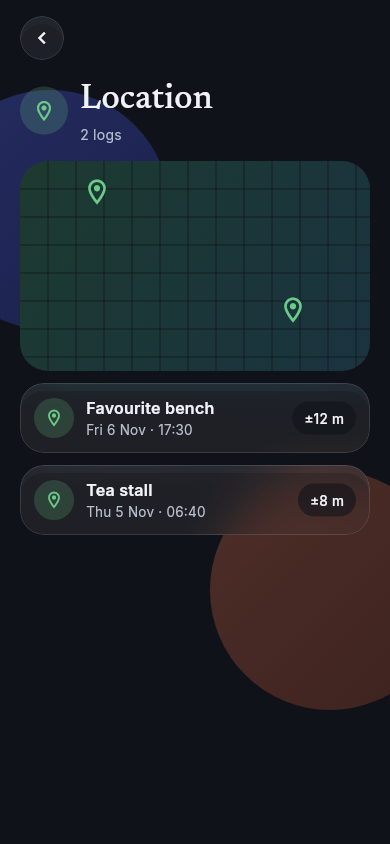 Location
2 logs
Favourite bench
Fri 6 Nov · 17:30
±12 m
Tea stall
Thu 5 Nov · 06:40
±8 m